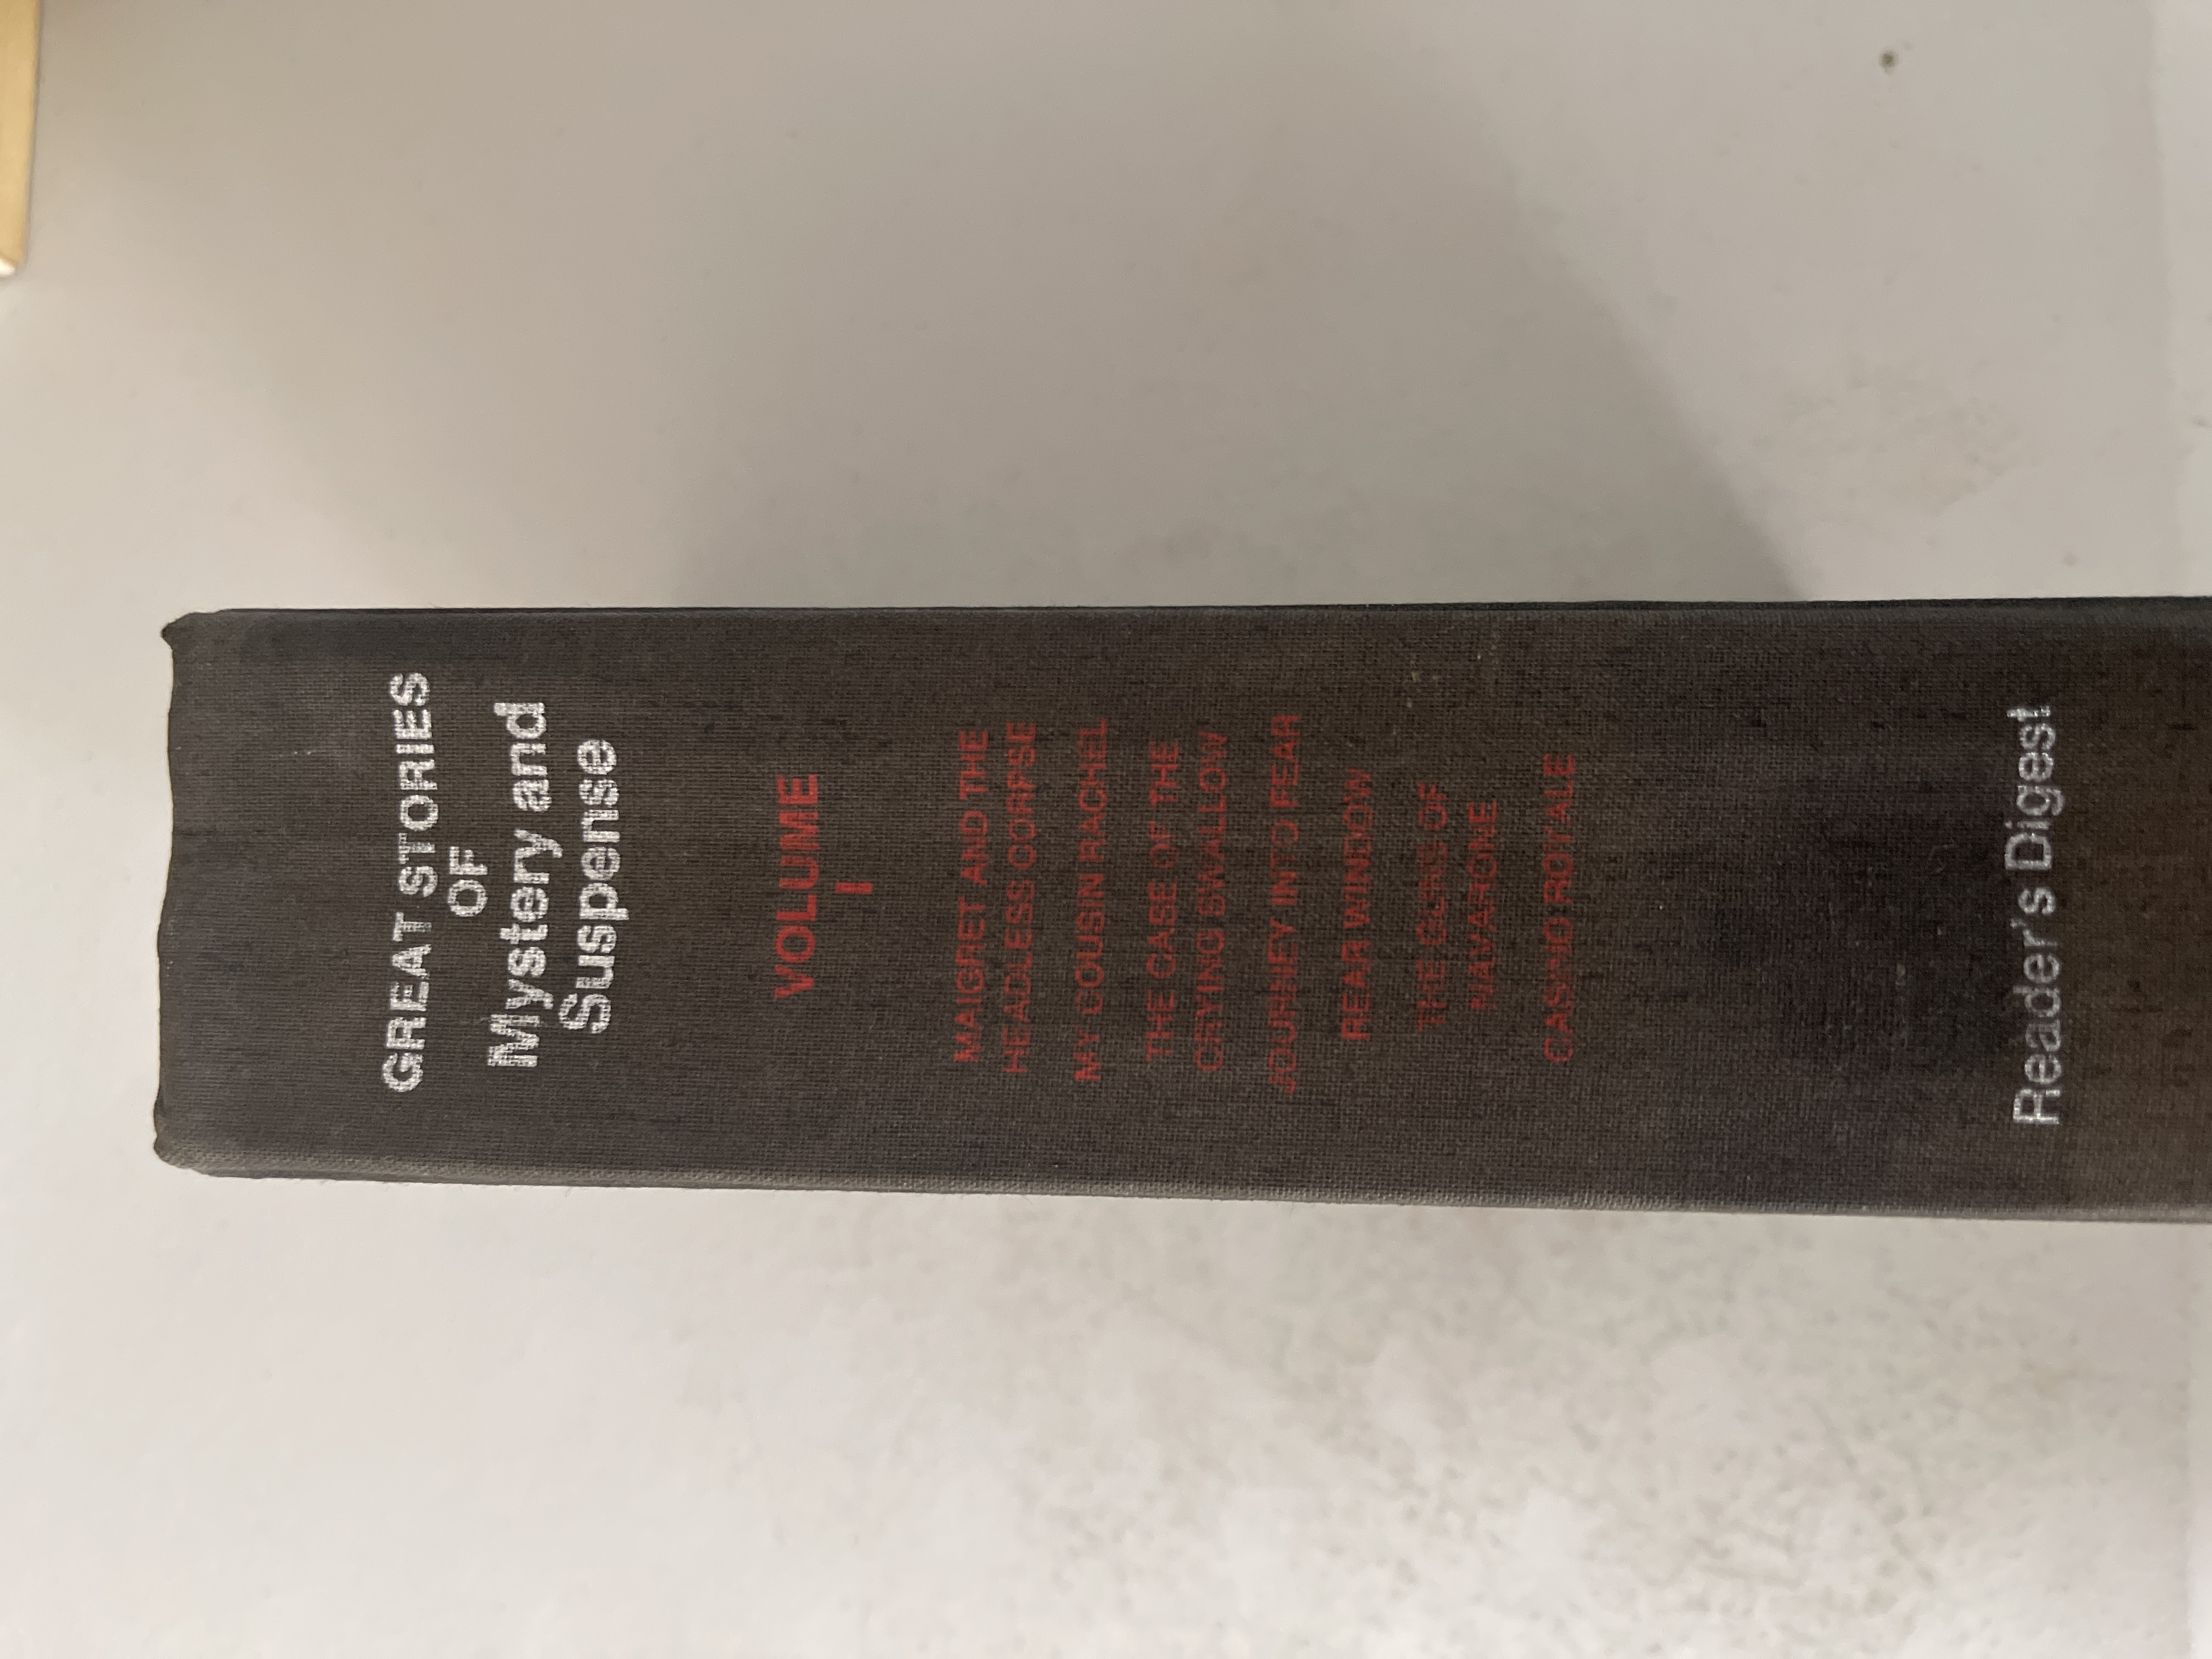 GREAT STORIES
OF
Mystery and
Suspense
VOLUME
I
MAIGRET AND THE
HEADLESS CORPSE
MY COUSIN RACHEL
THE CASE OF THE
CRYING SWALLOW
JOURNEY INTO FEAR
REAR WINDOW
THE GUNS OF
NAVARONE
CASINO ROYALE
Reader's Digest